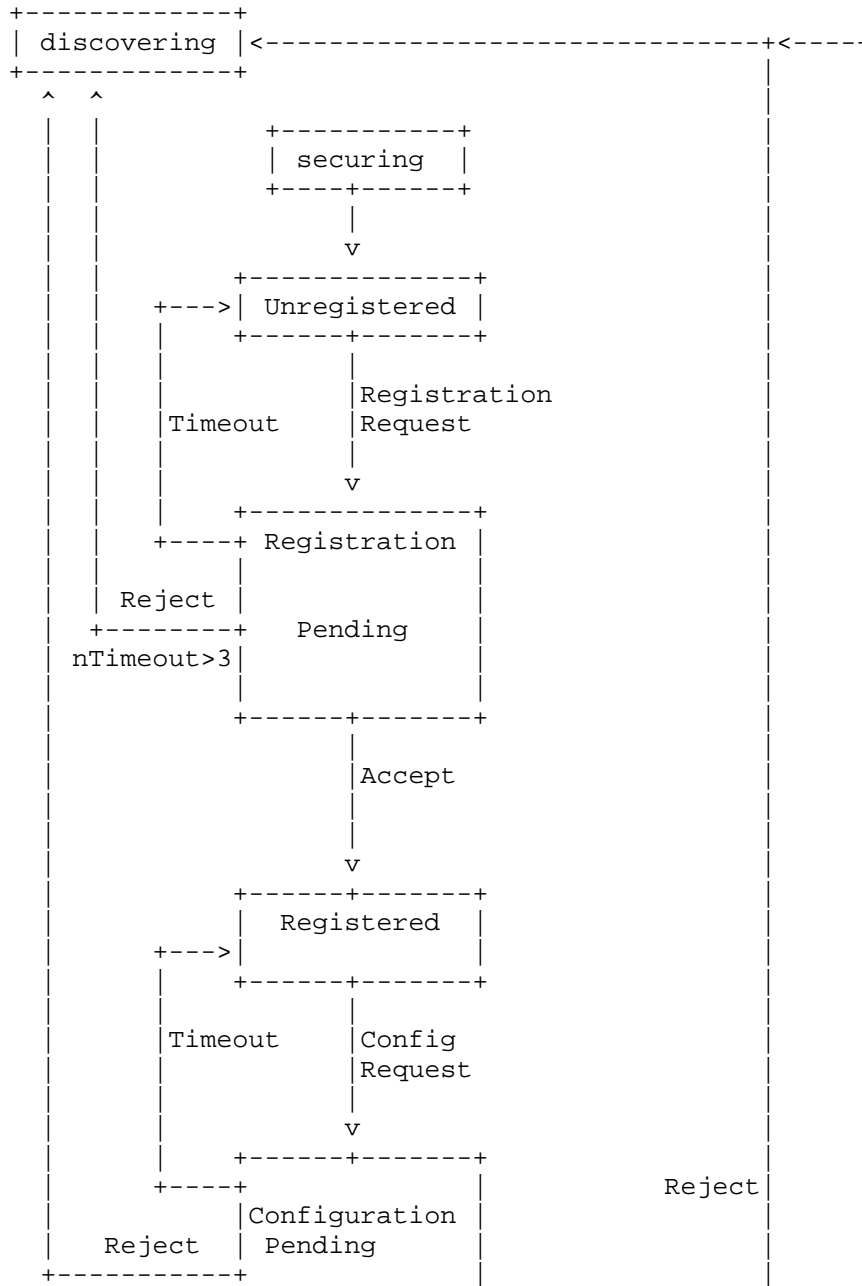 discovering
securing
Unregistered
Registration
Timeout Request
Registration
Reject
Pending
nTimeout>3
Accept
Registered
Timeout Config
Request
Reject
Configuration
Reject Pending